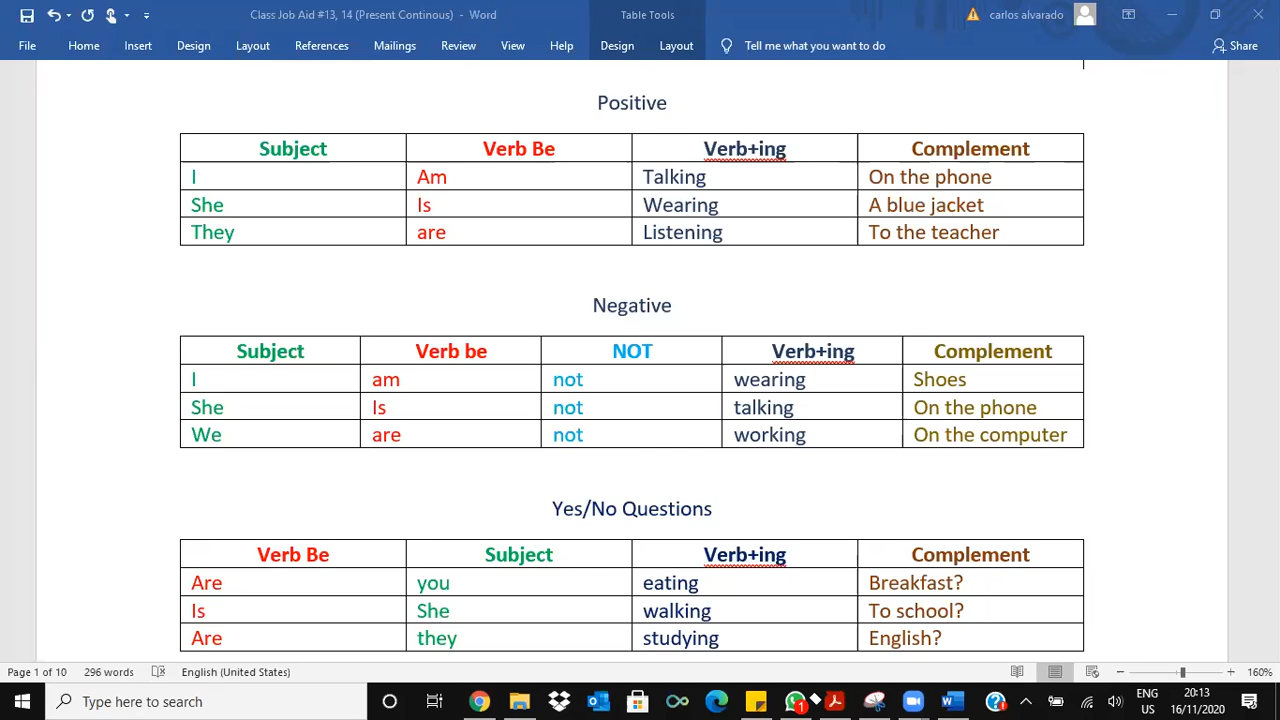 Class Job Aid #13, 14 (Present Continous) - Word
Table Tools
carlos alvarado
File Home Insert Design Layout References Mailings Review View Help Design Layout Tell me what you want to do Share
Positive
Subject Verb Be Verb+ing Complement
I Am Talking On the phone
She Is Wearing A blue jacket
They are Listening To the teacher
Negative
Subject Verb be NOT Verb+ing Complement
I am not wearing Shoes
She Is not talking On the phone
We are not working On the computer
Yes/No Questions
Verb Be Subject Verb+ing Complement
Are you eating Breakfast?
Is She walking To school?
Are they studying English?
Page 1 of 10 296 words English (United States) 160%
Type here to search
1
ENG
US
20:13
16/11/2020